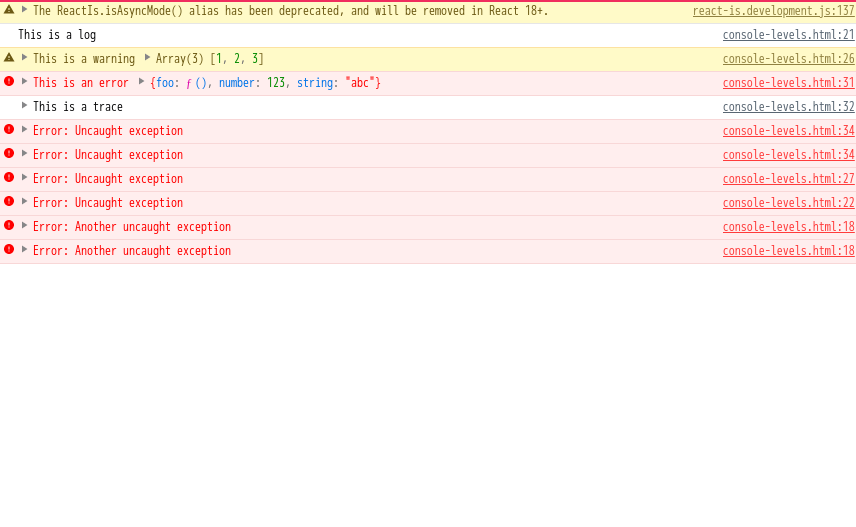 The ReactIs.isAsyncMode() alias has been deprecated, and will be removed in React 18+. react-is.development.js:137
This is a log console-levels.html:21
This is a warning Array(3) [1, 2, 3] console-levels.html:26
This is an error {foo: ƒ (), number: 123, string: "abc"} console-levels.html:31
This is a trace console-levels.html:32
Error: Uncaught exception console-levels.html:34
Error: Uncaught exception console-levels.html:34
Error: Uncaught exception console-levels.html:27
Error: Uncaught exception console-levels.html:22
Error: Another uncaught exception console-levels.html:18
Error: Another uncaught exception console-levels.html:18